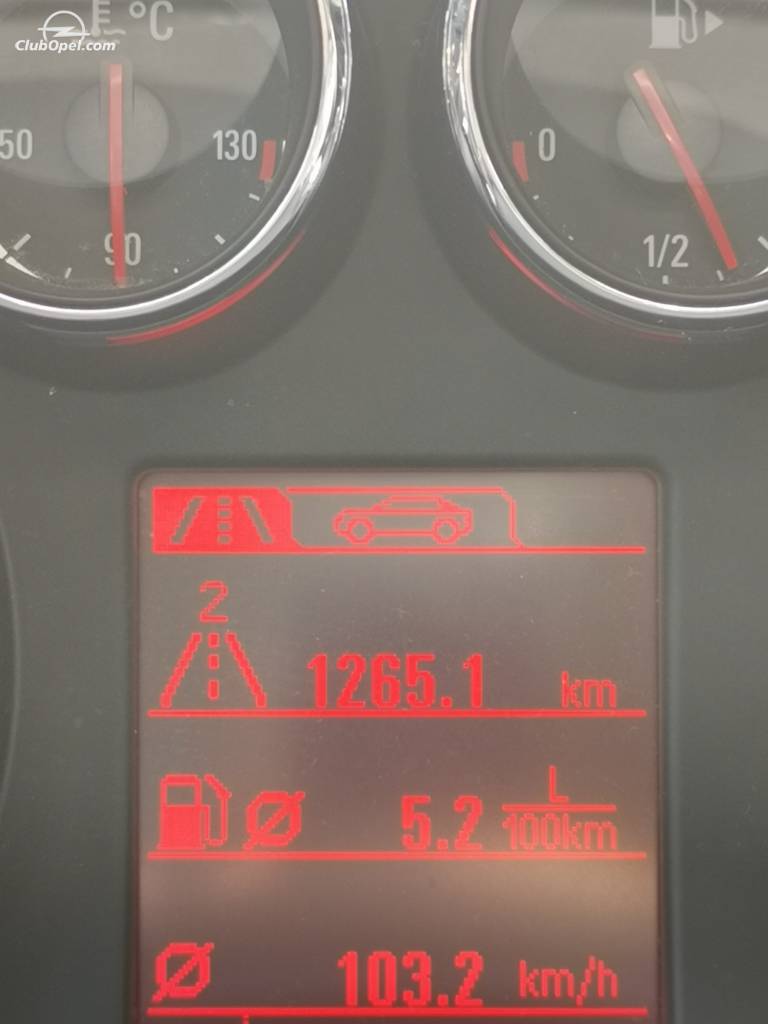 °C
ClubOpel.com
50
130
0
90
1/2
2
1265.1 km
5.2 L/100km
103.2 km/h